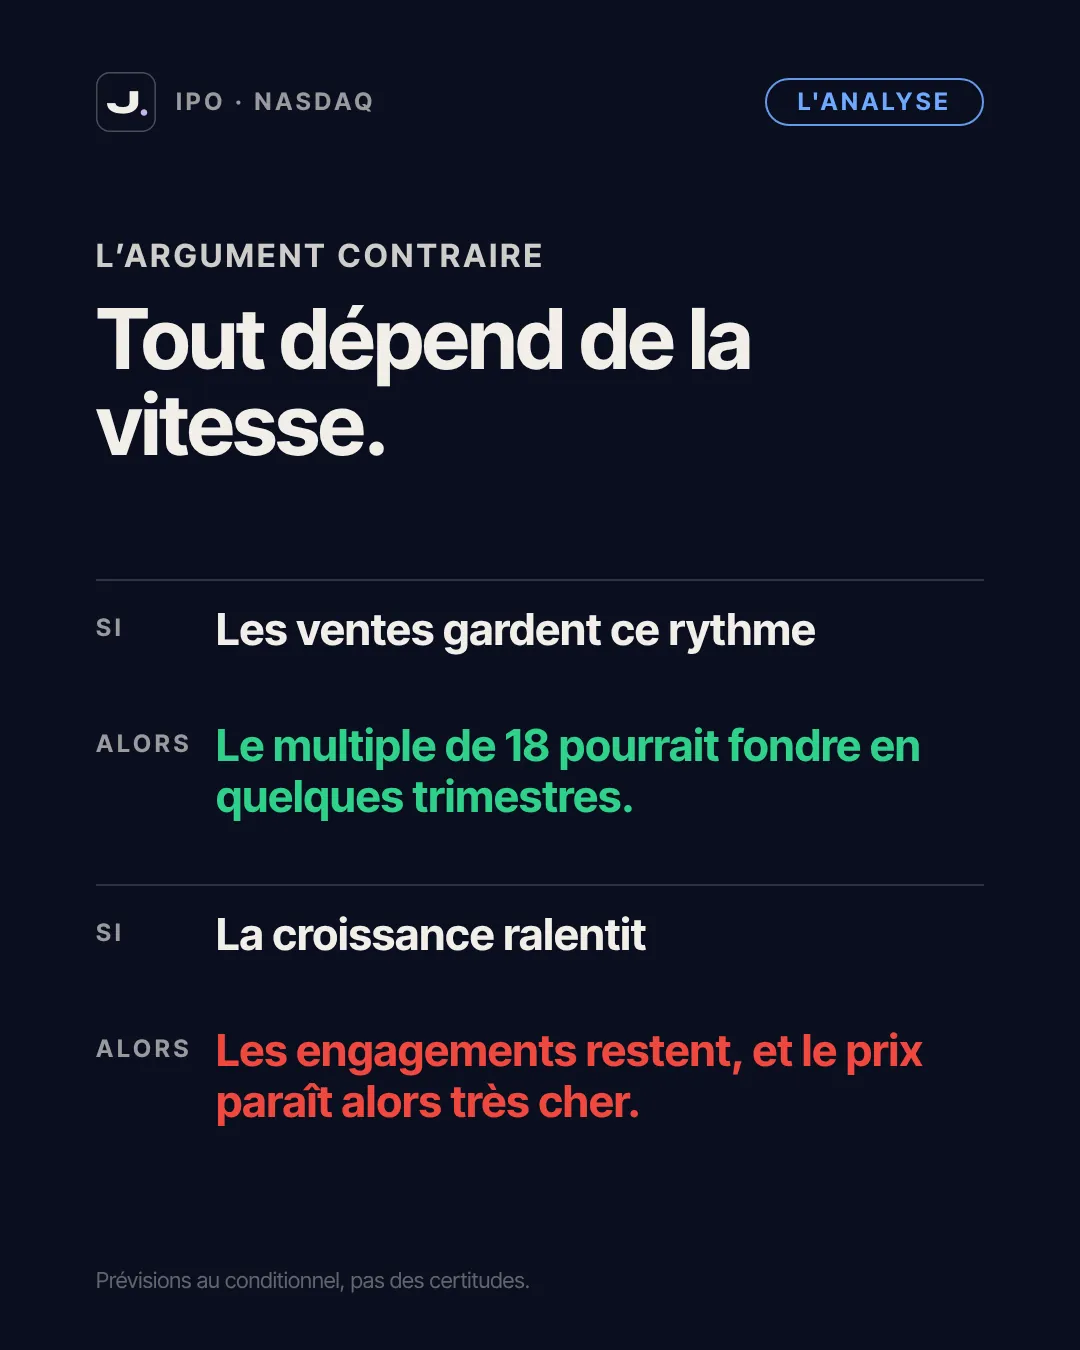 J. IPO · NASDAQ
L'ANALYSE
L’ARGUMENT CONTRAIRE
Tout dépend de la
vitesse.
SI Les ventes gardent ce rythme
ALORS Le multiple de 18 pourrait fondre en
quelques trimestres.
SI La croissance ralentit
ALORS Les engagements restent, et le prix
paraît alors très cher.
Prévisions au conditionnel, pas des certitudes.